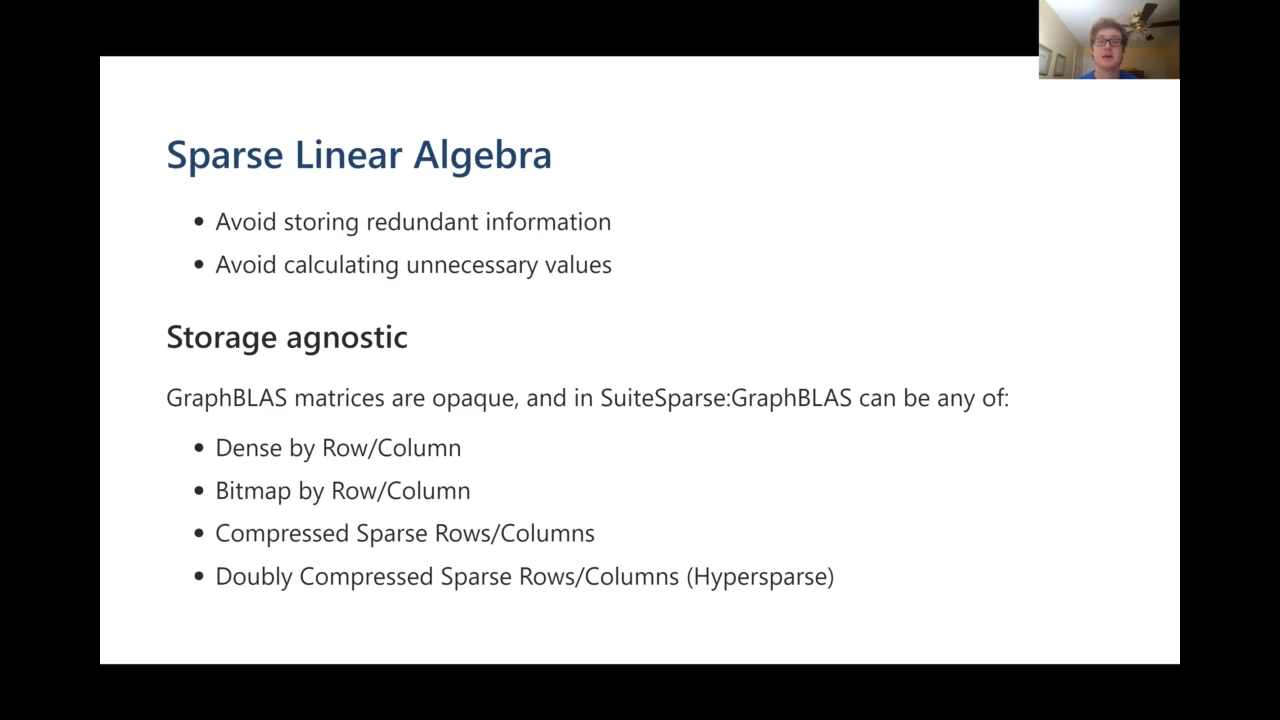 Sparse Linear Algebra
• Avoid storing redundant information
• Avoid calculating unnecessary values
Storage agnostic
GraphBLAS matrices are opaque, and in SuiteSparse:GraphBLAS can be any of:
• Dense by Row/Column
• Bitmap by Row/Column
• Compressed Sparse Rows/Columns
• Doubly Compressed Sparse Rows/Columns (Hypersparse)